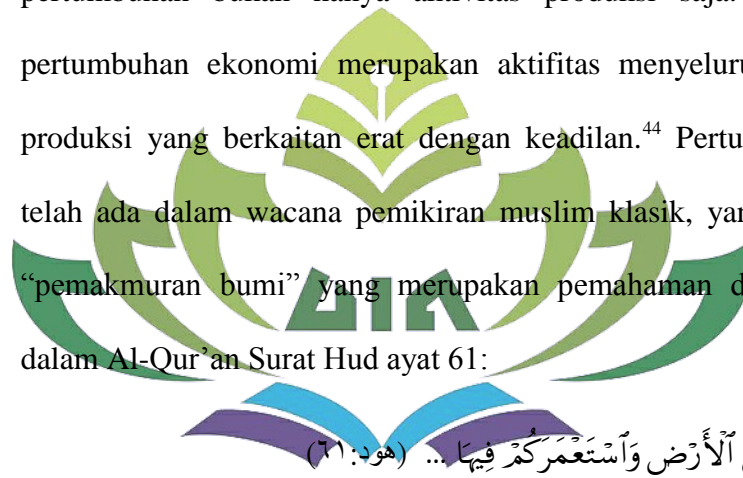 pertumbuhan bukan hanya aktivitas produksi saja.
pertumbuhan ekonomi merupakan aktifitas menyeluru
produksi yang berkaitan erat dengan keadilan.44 Pertu
telah ada dalam wacana pemikiran muslim klasik, yan
“pemakmuran bumi” yang merupakan pemahaman d
dalam Al-Qur’an Surat Hud ayat 61:
ٱلْأَرْضِ وَٱسْتَعْمَرَكُمْ فِيهَا ... (هود:٦١)